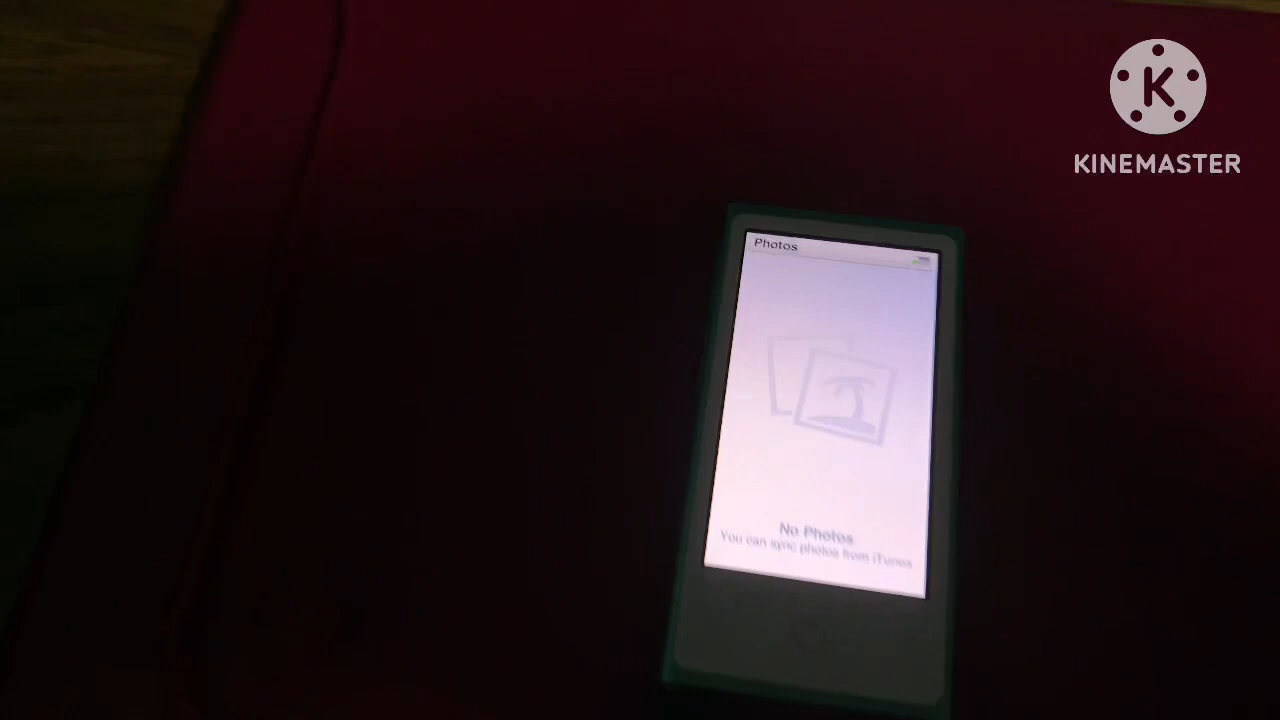 K
KINEMASTER
Photos
No Photos
You can sync photos from iTunes